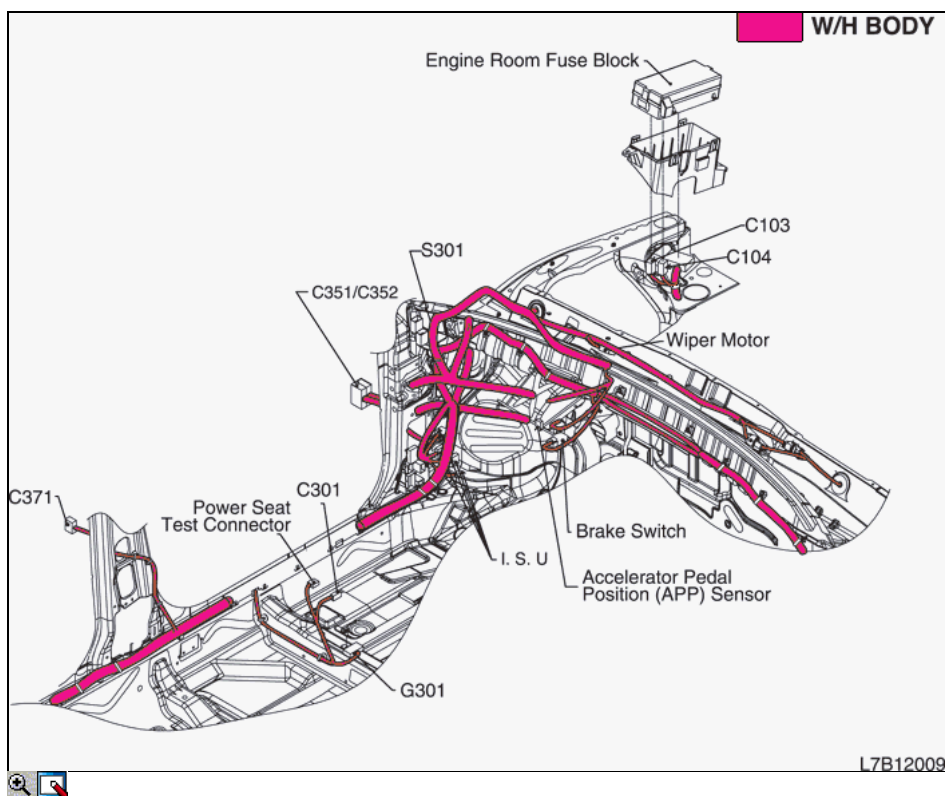 W/H BODY
Engine Room Fuse Block
C103
C104
S301
C351/C352
Wiper Motor
C371
Power Seat
Test Connector
C301
Brake Switch
I. S. U
Accelerator Pedal
Position (APP) Sensor
G301
L7B12009